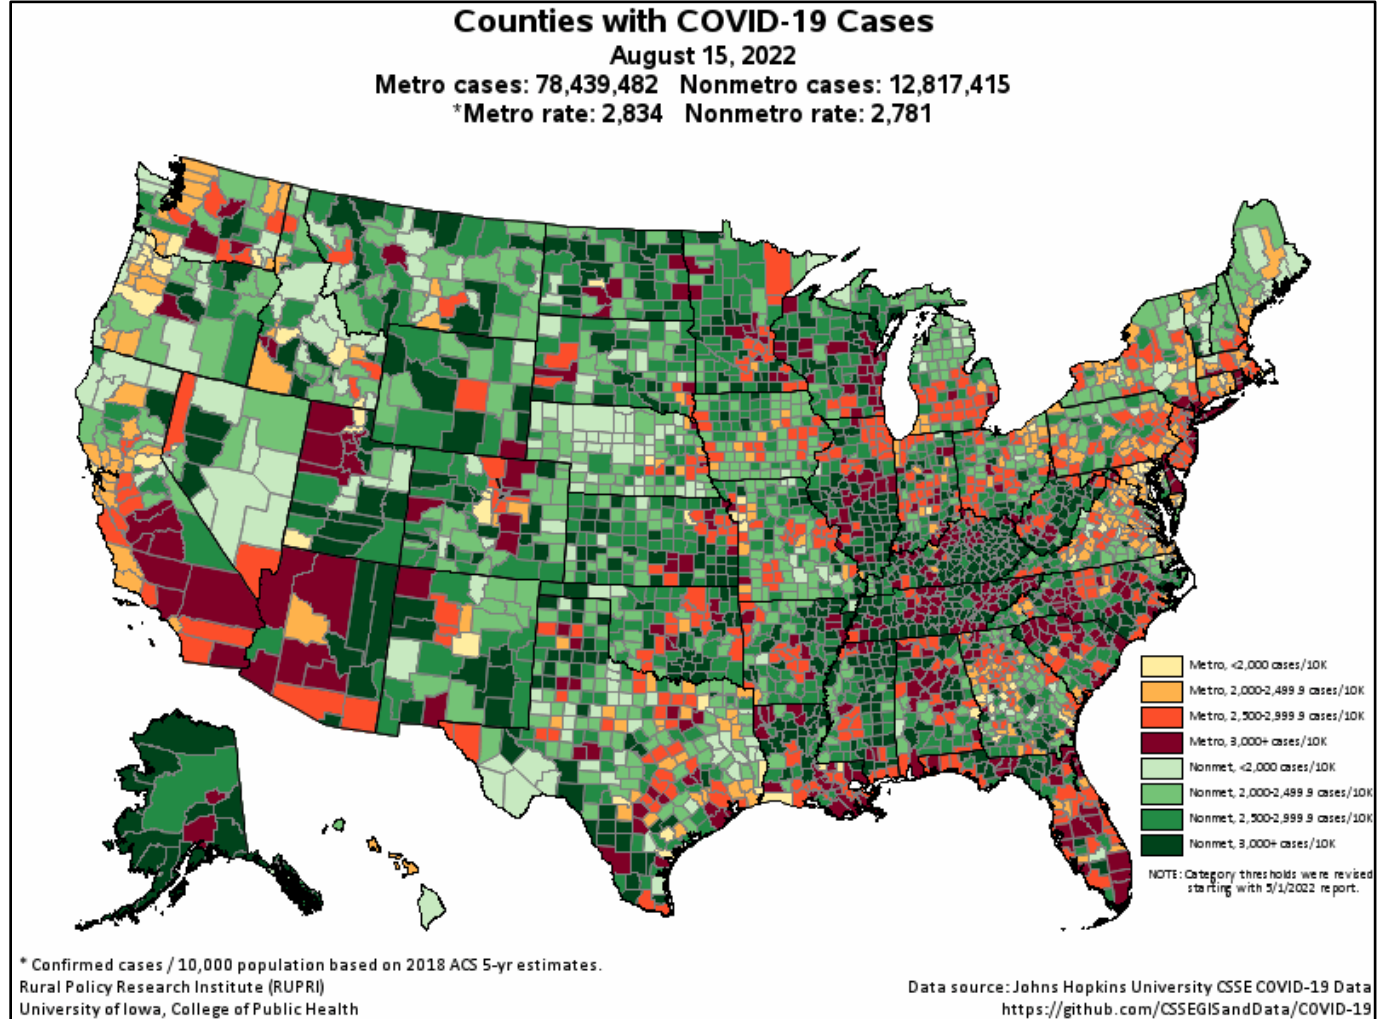 Counties with COVID-19 Cases
August 15, 2022
Metro cases: 78,439,482 Nonmetro cases: 12,817,415
*Metro rate: 2,834 Nonmetro rate: 2,781
Metro, <2,000 cases/10K
Metro, 2,000-2,499.9 cases/10K
Metro, 2,500-2,999.9 cases/10K
Metro, 3,000+ cases/10K
Nonmet, <2,000 cases/10K
Nonmet, 2,000-2,499.9 cases/10K
Nonmet, 2,500-2,999.9 cases/10K
Nonmet, 3,000+ cases/10K
NOTE: Category thresholds were revised
starting with 5/1/2022 report.
* Confirmed cases / 10,000 population based on 2018 ACS 5-yr estimates.
Rural Policy Research Institute (RUPRI)
University of Iowa, College of Public Health
Data source: Johns Hopkins University CSSE COVID-19 Data
https://github.com/CSSEGISandData/COVID-19